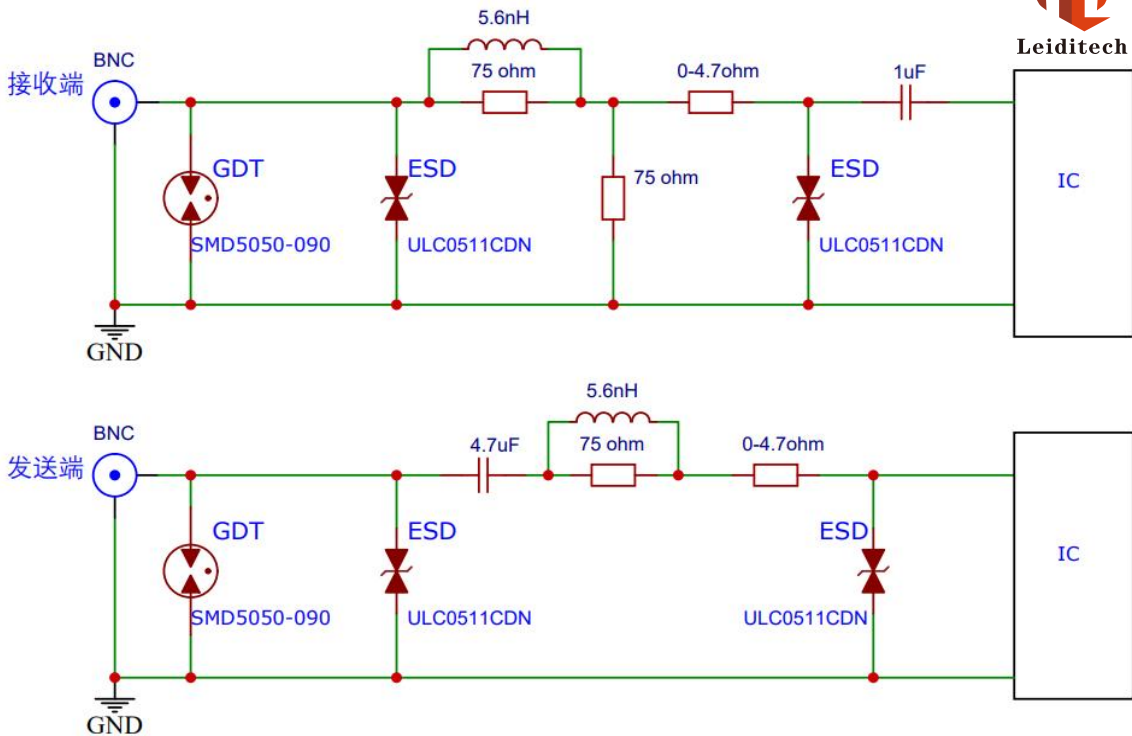 Leiditech
5.6nH
BNC
75 ohm
0-4.7ohm
1uF
接收端
GDT
ESD
75 ohm
ESD
IC
SMD5050-090
ULC0511CDN
ULC0511CDN
GND
5.6nH
BNC
4.7uF
75 ohm
0-4.7ohm
发送端
GDT
ESD
ESD
IC
SMD5050-090
ULC0511CDN
ULC0511CDN
GND